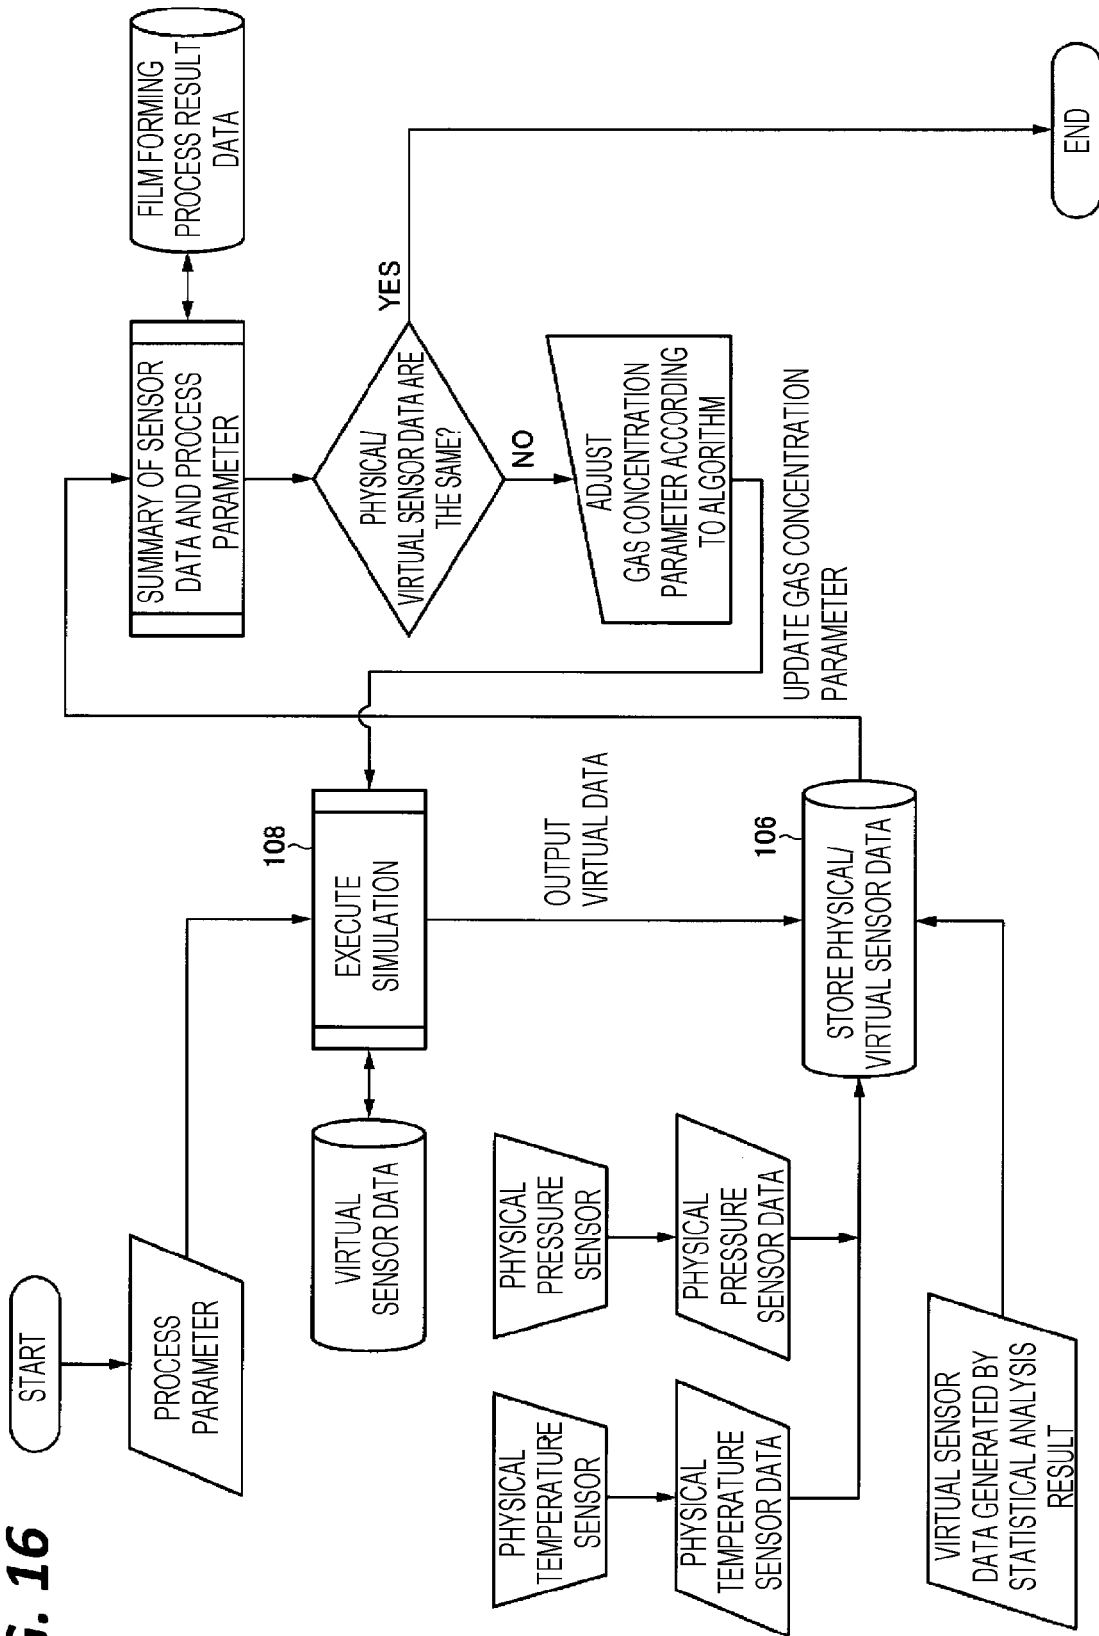 G. 16
START
PROCESS
PARAMETER
VIRTUAL
SENSOR DATA
108
EXECUTE
SIMULATION
PHYSICAL
TEMPERATURE
SENSOR
PHYSICAL
PRESSURE
SENSOR
PHYSICAL
TEMPERATURE
SENSOR DATA
PHYSICAL
PRESSURE
SENSOR DATA
OUTPUT
VIRTUAL DATA
106
STORE PHYSICAL/
VIRTUAL SENSOR DATA
VIRTUAL SENSOR
DATA GENERATED BY
STATISTICAL ANALYSIS
RESULT
SUMMARY OF SENSOR
DATA AND PROCESS
PARAMETER
FILM FORMING
PROCESS RESULT
DATA
PHYSICAL/
VIRTUAL SENSOR DATA ARE
THE SAME?
YES
NO
ADJUST
GAS CONCENTRATION
PARAMETER ACCORDING
TO ALGORITHM
UPDATE GAS CONCENTRATION
PARAMETER
END